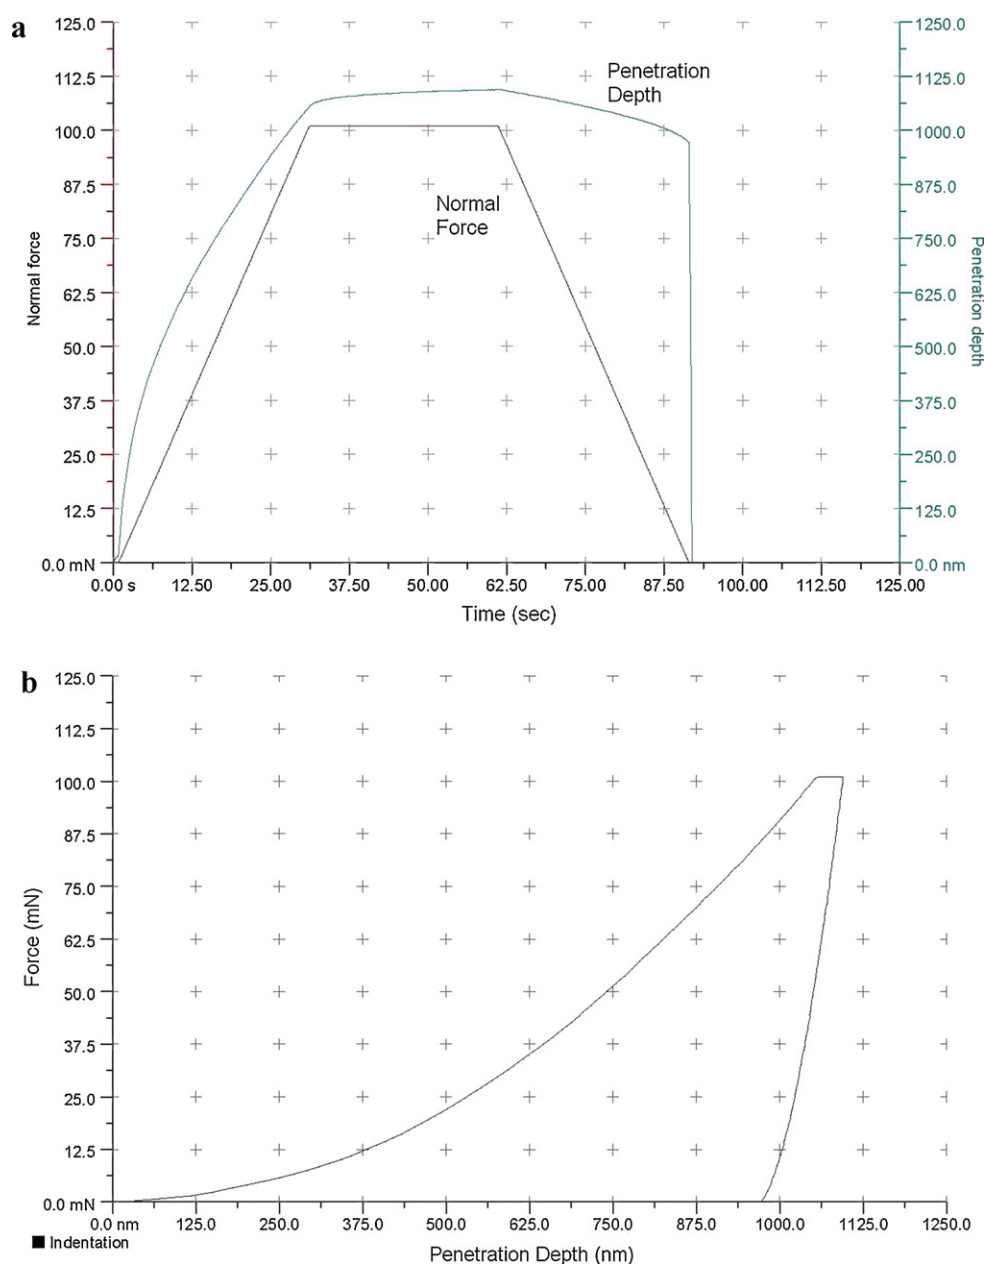 a
125.0
112.5
100.0
87.5
75.0
62.5
50.0
37.5
25.0
12.5
0.0 mN
Normal force
1250.0
1125.0
1000.0
875.0
750.0
625.0
500.0
375.0
250.0
125.0
0.0 nm
Penetration depth
Penetration
Depth
Normal
Force
0.00 s 12.50 25.00 37.50 50.00 62.50 75.00 87.50 100.00 112.50 125.00
Time (sec)
b
125.0
112.5
100.0
87.5
75.0
62.5
50.0
37.5
25.0
12.5
0.0 mN
Force (mN)
0.0 nm 125.0 250.0 375.0 500.0 625.0 750.0 875.0 1000.0 1125.0 1250.0
Indentation
Penetration Depth (nm)